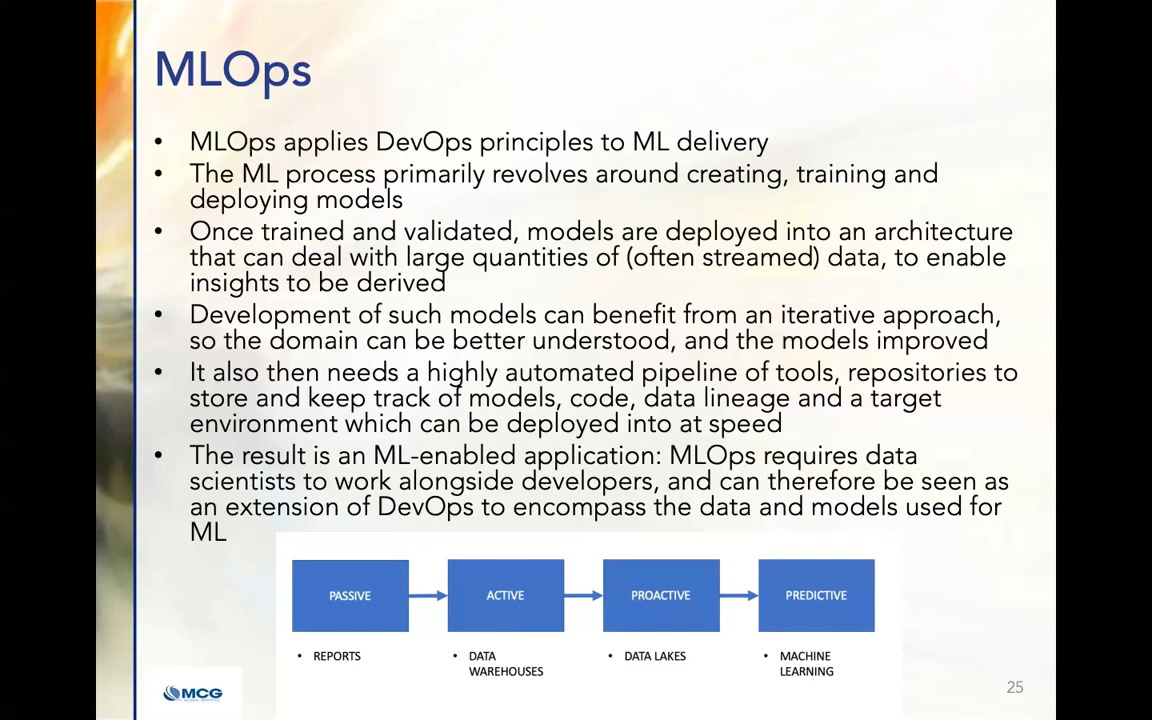 MLOps
• MLOps applies DevOps principles to ML delivery
• The ML process primarily revolves around creating, training and
deploying models
• Once trained and validated, models are deployed into an architecture
that can deal with large quantities of (often streamed) data, to enable
insights to be derived
• Development of such models can benefit from an iterative approach,
so the domain can be better understood, and the models improved
• It also then needs a highly automated pipeline of tools, repositories to
store and keep track of models, code, data lineage and a target
environment which can be deployed into at speed
• The result is an ML-enabled application: MLOps requires data
scientists to work alongside developers, and can therefore be seen as
an extension of DevOps to encompass the data and models used for
ML
PASSIVE
ACTIVE
PROACTIVE
PREDICTIVE
• REPORTS
• DATA
WAREHOUSES
• DATA LAKES
• MACHINE
LEARNING
MCG
25